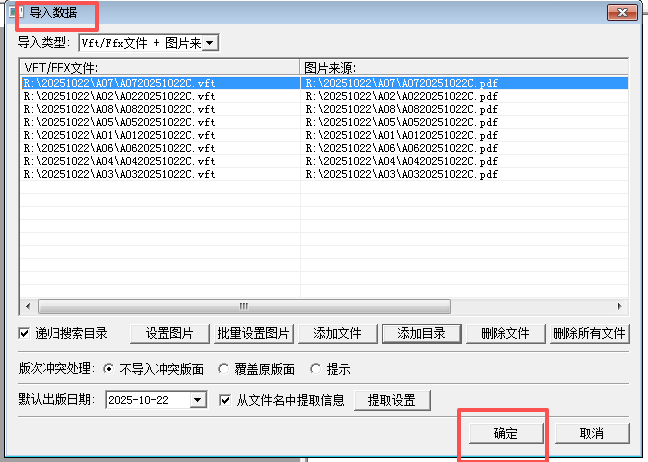 导入数据
导入类型: Vft/Ffx文件 + 图片来
VFT/FFX文件: 图片来源:
R:\20251022\A07\A0720251022C.vft R:\20251022\A07\A0720251022C.pdf
R:\20251022\A02\A0220251022C.vft R:\20251022\A02\A0220251022C.pdf
R:\20251022\A08\A0820251022C.vft R:\20251022\A08\A0820251022C.pdf
R:\20251022\A05\A0520251022C.vft R:\20251022\A05\A0520251022C.pdf
R:\20251022\A01\A0120251022C.vft R:\20251022\A01\A0120251022C.pdf
R:\20251022\A06\A0620251022C.vft R:\20251022\A06\A0620251022C.pdf
R:\20251022\A04\A0420251022C.vft R:\20251022\A04\A0420251022C.pdf
R:\20251022\A03\A0320251022C.vft R:\20251022\A03\A0320251022C.pdf
递归搜索目录 设置图片 批量设置图片 添加文件 添加目录 删除文件 删除所有文件
版次冲突处理: 不导入冲突版面 覆盖原版面 提示
默认出版日期: 2025-10-22 从文件名中提取信息 提取设置
确定 取消